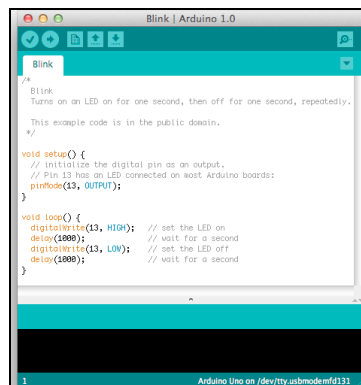 Blink | Arduino 1.0
Blink
/*
  Blink
  Turns on an LED on for one second, then off for one second, repeatedly.

  This example code is in the public domain.
 */

void setup() {
  // initialize the digital pin as an output.
  // Pin 13 has an LED connected on most Arduino boards:
  pinMode(13, OUTPUT);
}

void loop() {
  digitalWrite(13, HIGH);   // set the LED on
  delay(1000);              // wait for a second
  digitalWrite(13, LOW);    // set the LED off
  delay(1000);              // wait for a second
}
1 Arduino Uno on /dev/tty.usbmodemfd131